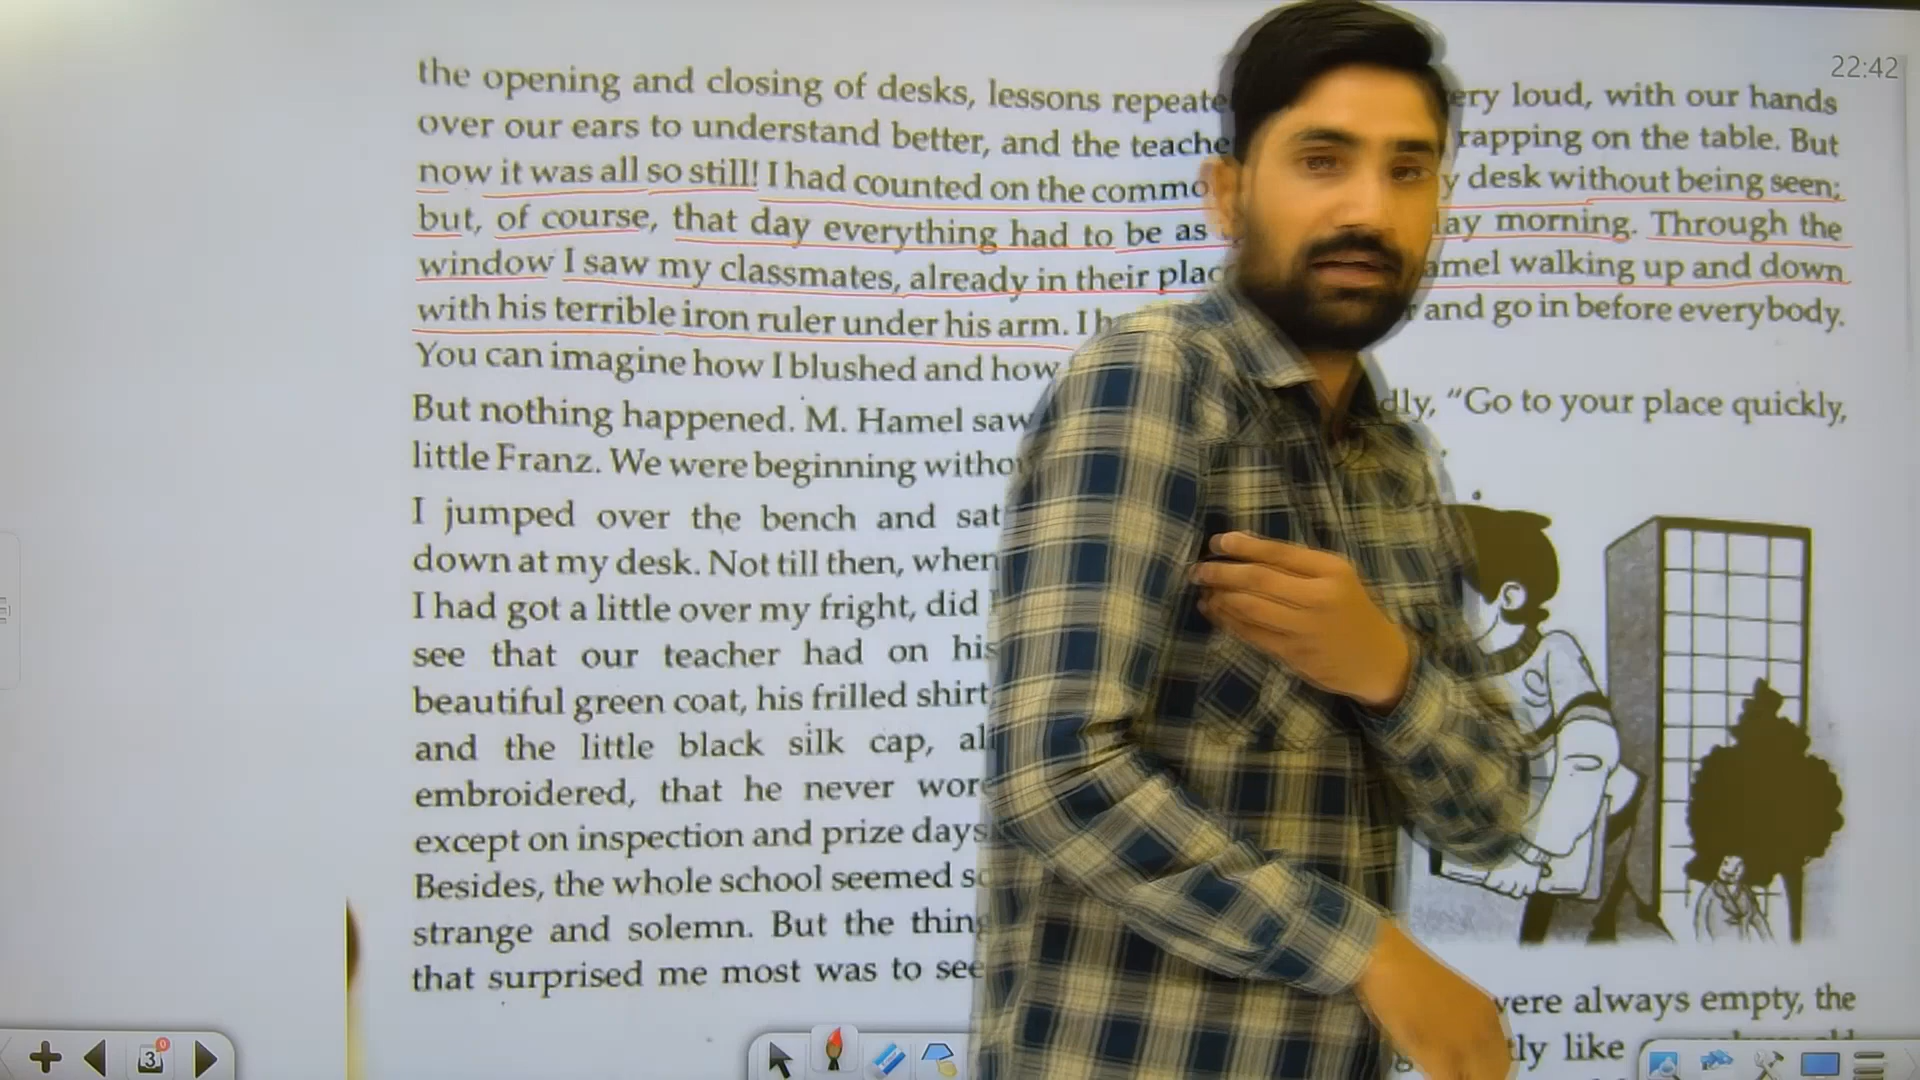 22:42
the opening and closing of desks, lessons repeate ery loud, with our hands
over our ears to understand better, and the teache rapping on the table. But
now it was all so still! I had counted on the commo y desk without being seen;
but, of course, that day everything had to be as ay morning. Through the
window I saw my classmates, already in their plac amel walking up and down
with his terrible iron ruler under his arm. I h and go in before everybody.
You can imagine how I blushed and how
But nothing happened. M. Hamel saw dly, "Go to your place quickly,
little Franz. We were beginning witho
I jumped over the bench and sat
down at my desk. Not till then, when
I had got a little over my fright, did I
see that our teacher had on his
beautiful green coat, his frilled shirt,
and the little black silk cap, all
embroidered, that he never wore
except on inspection and prize days.
Besides, the whole school seemed so
strange and solemn. But the thing
that surprised me most was to see
were always empty, the
tly like
3
0